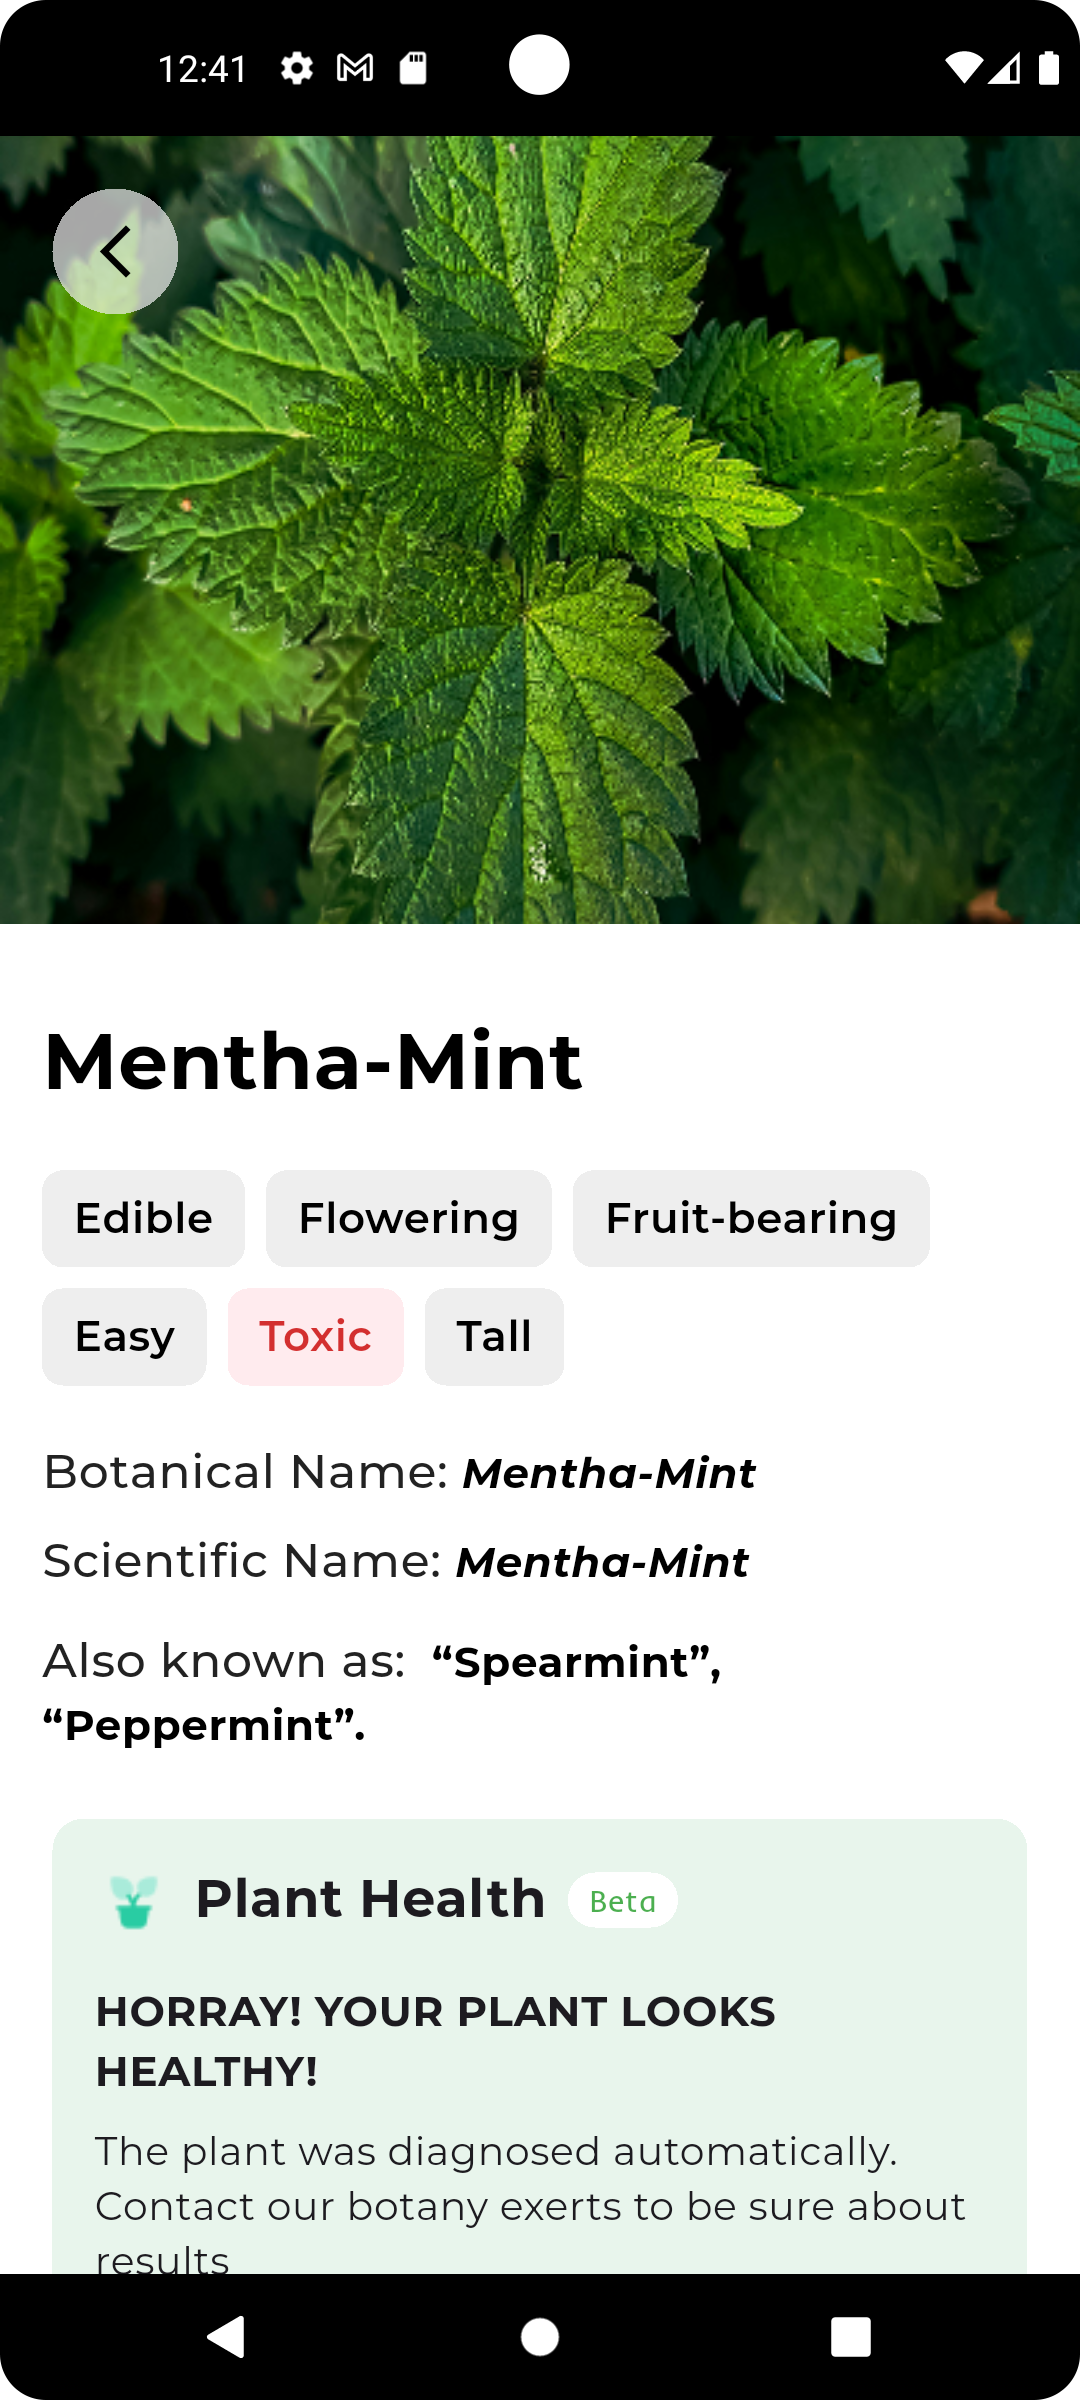 12:41
Mentha-Mint
Edible Flowering Fruit-bearing
Easy Toxic Tall
Botanical Name: Mentha-Mint
Scientific Name: Mentha-Mint
Also known as: “Spearmint”,
“Peppermint”.
Plant Health Beta
HORRAY! YOUR PLANT LOOKS
HEALTHY!
The plant was diagnosed automatically.
Contact our botany exerts to be sure about
results